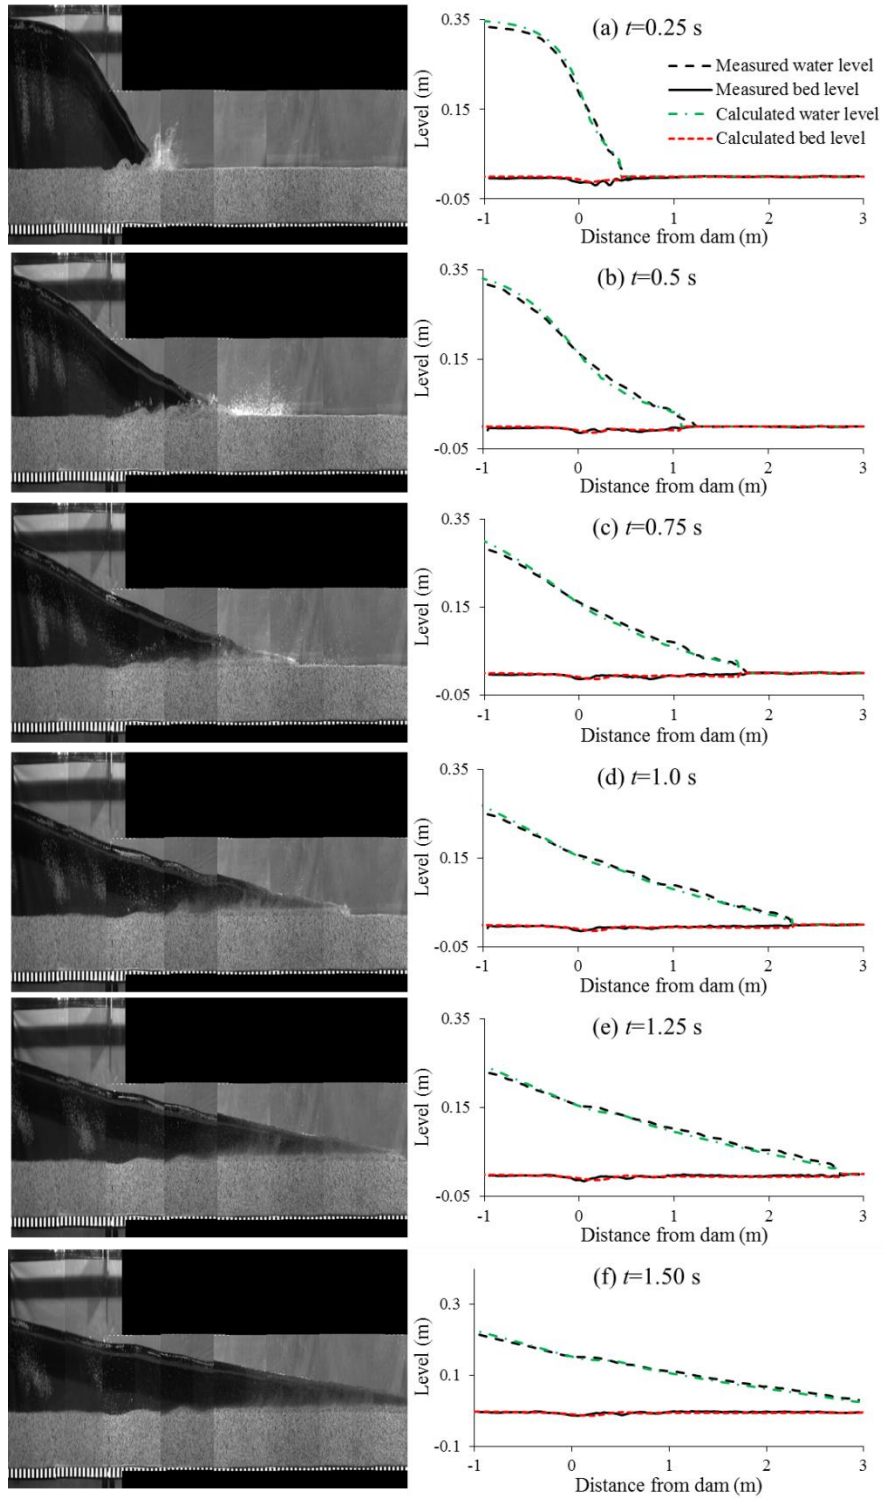 (a) t=0.25 s
0.35
0.15
-0.05
Level (m)
Measured water level
Measured bed level
Calculated water level
Calculated bed level
-1 0 1 2 3
Distance from dam (m)
(b) t=0.5 s
0.35
0.15
-0.05
Level (m)
-1 0 1 2 3
Distance from dam (m)
(c) t=0.75 s
0.35
0.15
-0.05
Level (m)
-1 0 1 2 3
Distance from dam (m)
(d) t=1.0 s
0.35
0.15
-0.05
Level (m)
-1 0 1 2 3
Distance from dam (m)
(e) t=1.25 s
0.35
0.15
-0.05
Level (m)
-1 0 1 2 3
Distance from dam (m)
(f) t=1.50 s
0.3
0.1
-0.1
Level (m)
-1 0 1 2 3
Distance from dam (m)